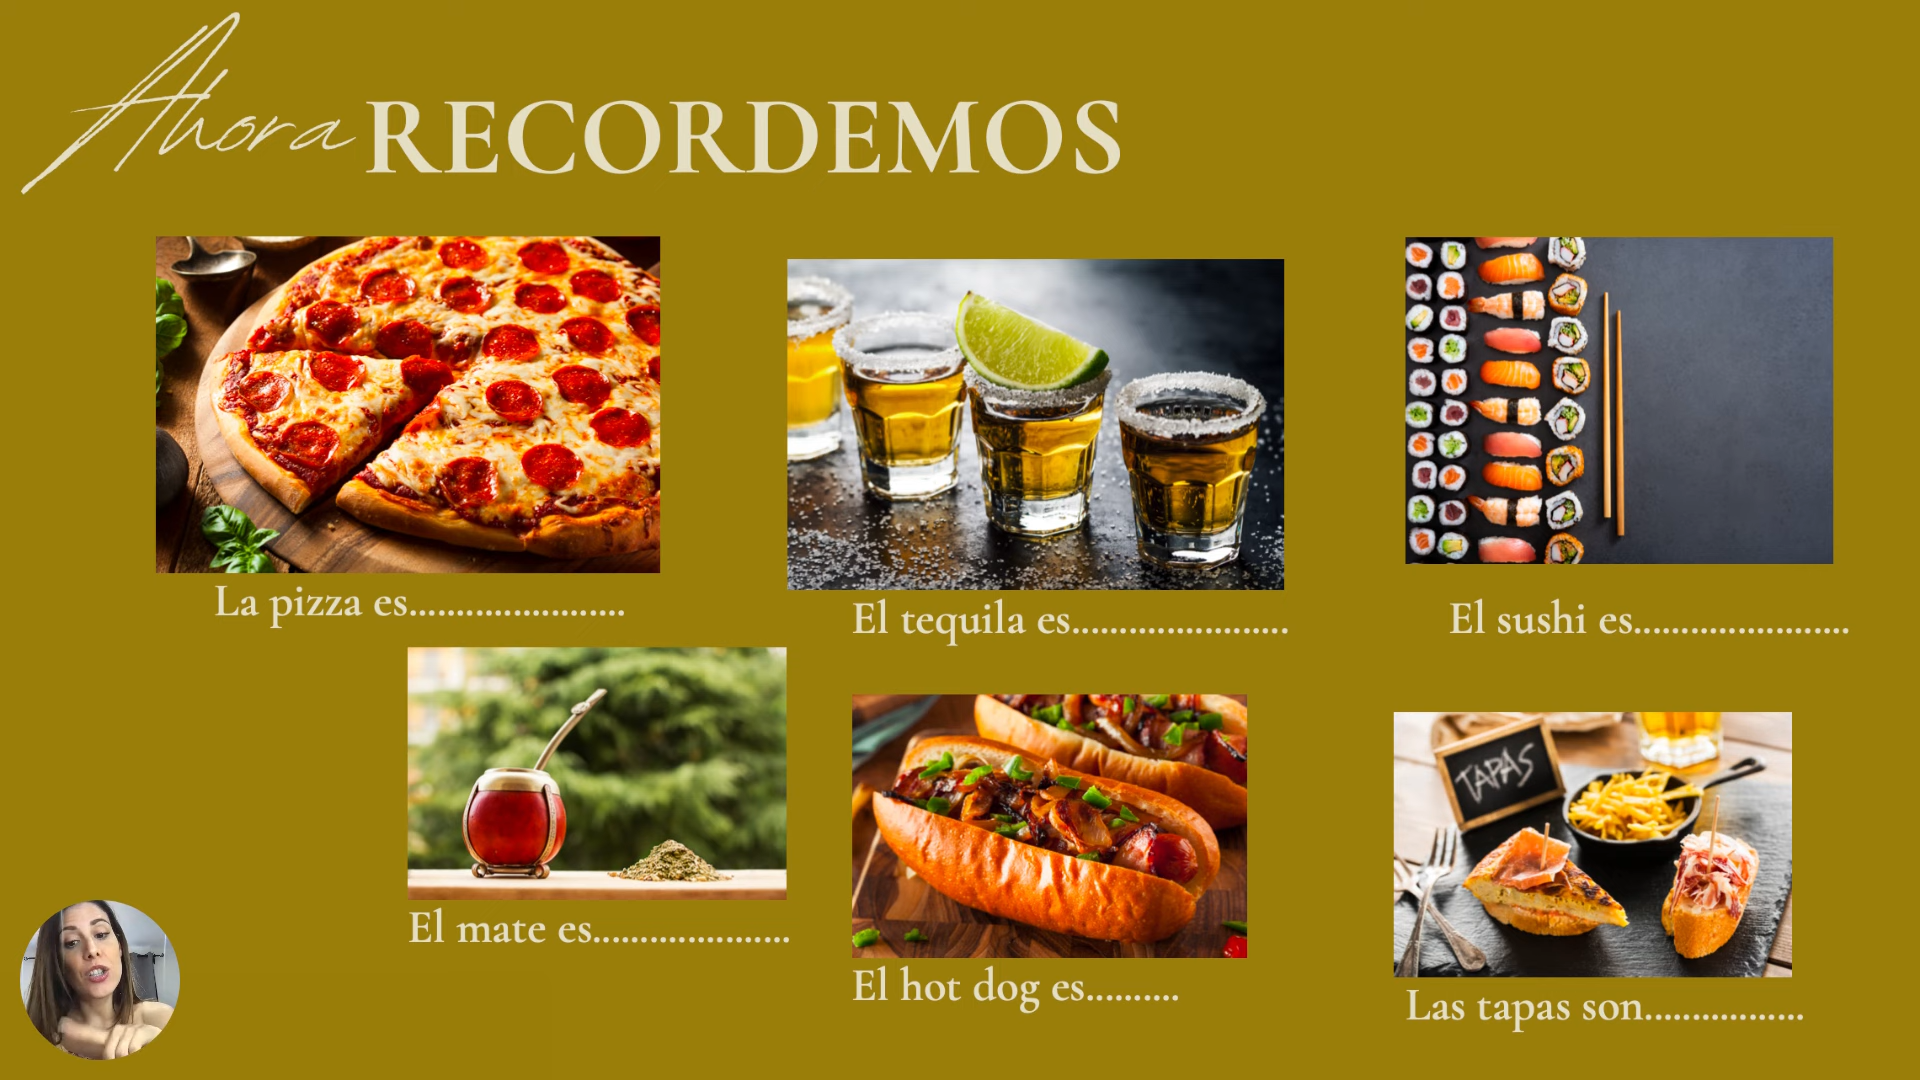 Ahora RECORDEMOS
La pizza es.......................
El tequila es.......................
El sushi es.......................
El mate es.....................
El hot dog es..........
TAPAS
Las tapas son.................